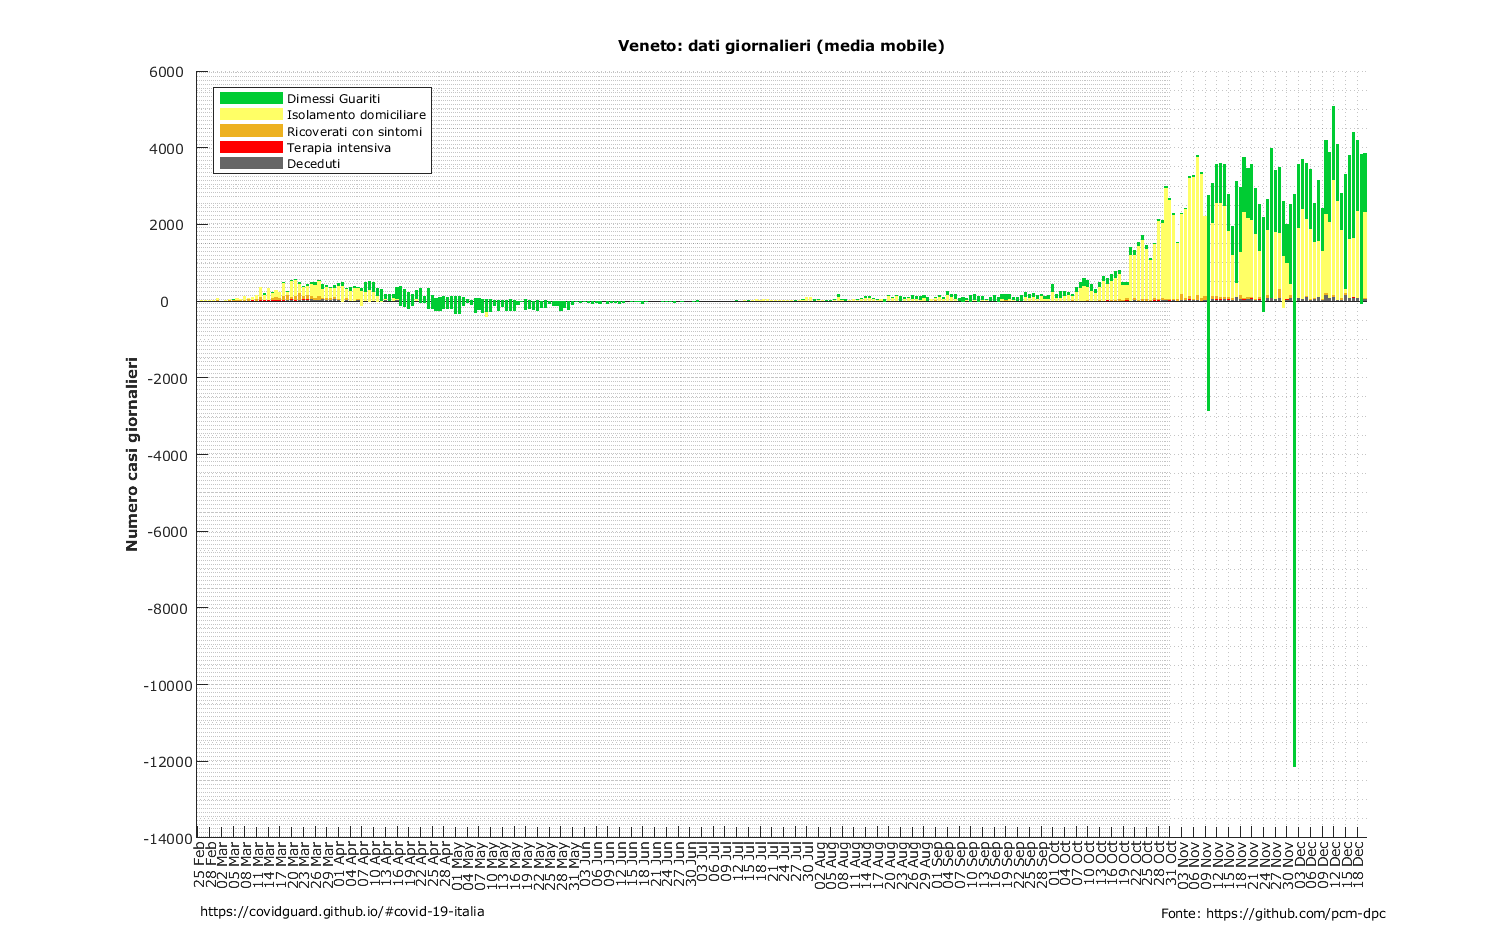 Veneto: dati giornalieri (media mobile)
6000
4000
2000
0
-2000
-4000
-6000
-8000
-10000
-12000
-14000
Numero casi giornalieri
Dimessi Guariti
Isolamento domiciliare
Ricoverati con sintomi
Terapia intensiva
Deceduti
25 Feb
28 Feb
02 Mar
05 Mar
08 Mar
11 Mar
14 Mar
17 Mar
20 Mar
23 Mar
26 Mar
29 Mar
01 Apr
04 Apr
07 Apr
10 Apr
13 Apr
16 Apr
19 Apr
22 Apr
25 Apr
28 Apr
01 May
04 May
07 May
10 May
13 May
16 May
19 May
22 May
25 May
28 May
31 May
03 Jun
06 Jun
09 Jun
12 Jun
15 Jun
18 Jun
21 Jun
24 Jun
27 Jun
30 Jun
03 Jul
06 Jul
09 Jul
12 Jul
15 Jul
18 Jul
21 Jul
24 Jul
27 Jul
30 Jul
02 Aug
05 Aug
08 Aug
11 Aug
14 Aug
17 Aug
20 Aug
23 Aug
26 Aug
29 Aug
01 Sep
04 Sep
07 Sep
10 Sep
13 Sep
16 Sep
19 Sep
22 Sep
25 Sep
28 Sep
01 Oct
04 Oct
07 Oct
10 Oct
13 Oct
16 Oct
19 Oct
22 Oct
25 Oct
28 Oct
31 Oct
03 Nov
06 Nov
09 Nov
12 Nov
15 Nov
18 Nov
21 Nov
24 Nov
27 Nov
30 Nov
03 Dec
06 Dec
09 Dec
12 Dec
15 Dec
18 Dec
https://covidguard.github.io/#covid-19-italia
Fonte: https://github.com/pcm-dpc